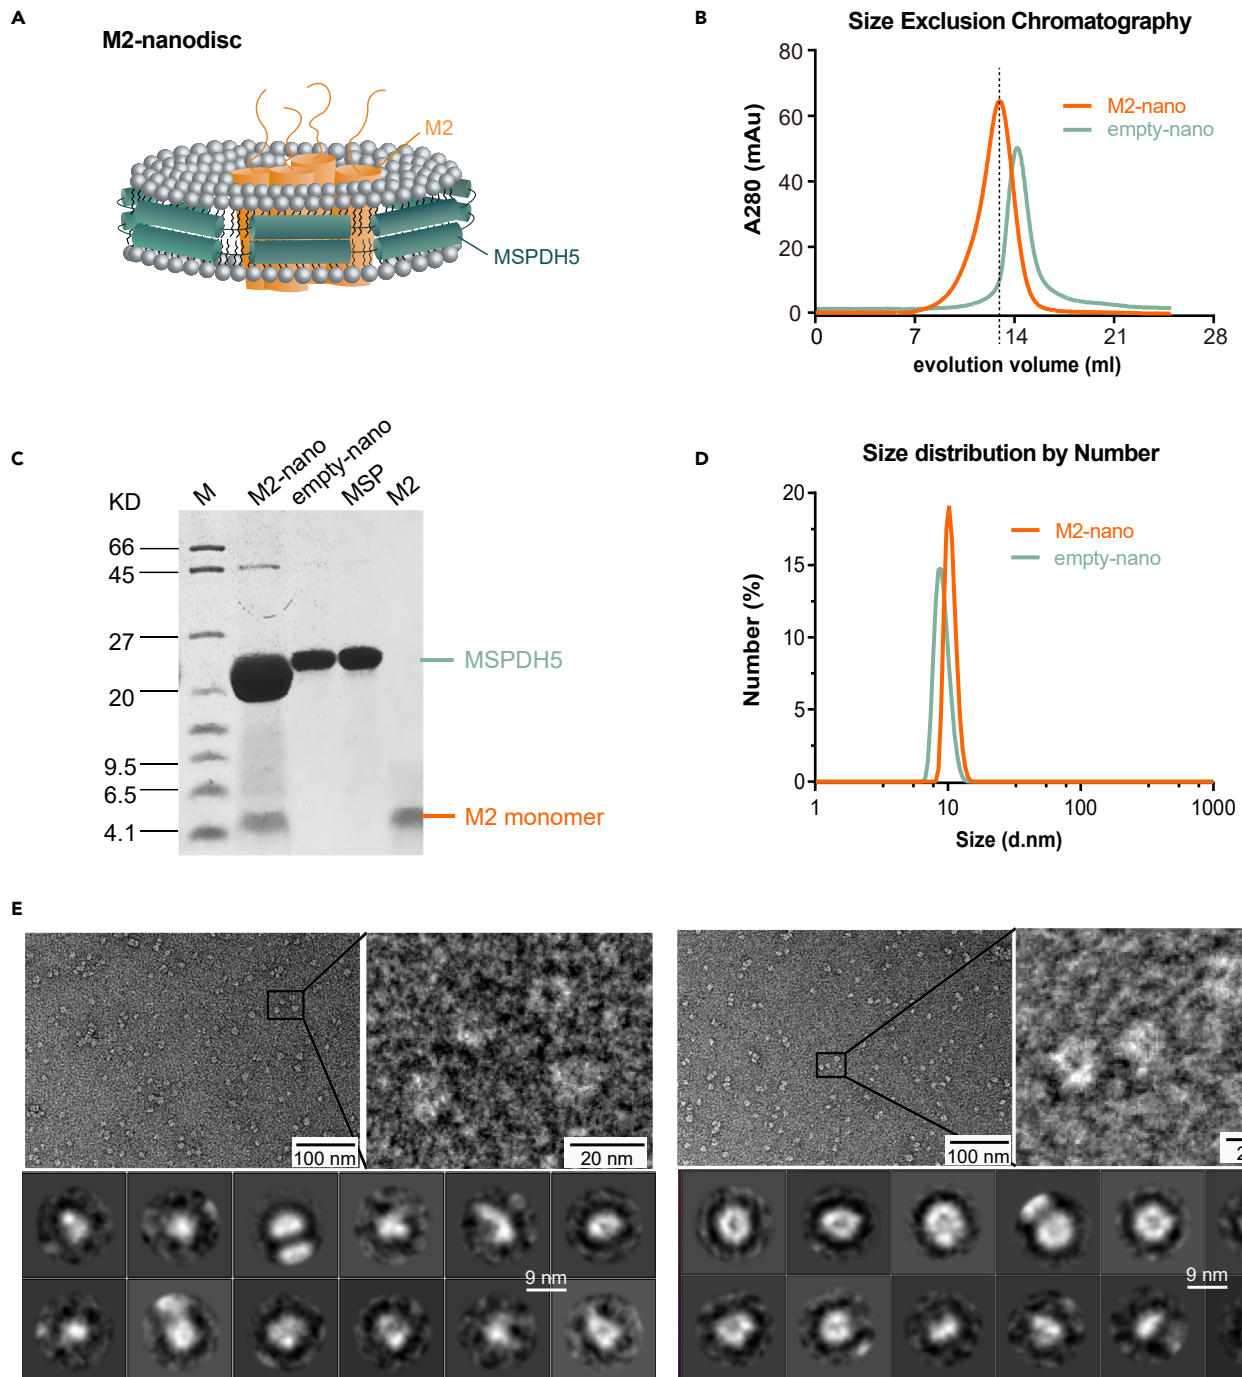 A
M2-nanodisc
M2
MSPDH5
B
Size Exclusion Chromatography
80
60
40
20
0
A280 (mAu)
M2-nano
empty-nano
0 7 14 21 28
evolution volume (ml)
C
KD
M M2-nano empty-nano MSP M2
66
45
27
20
9.5
6.5
4.1
MSPDH5
M2 monomer
D
Size distribution by Number
20
15
10
5
0
Number (%)
M2-nano
empty-nano
1 10 100 1000
Size (d.nm)
E
100 nm
20 nm
100 nm
2
9 nm
9 nm